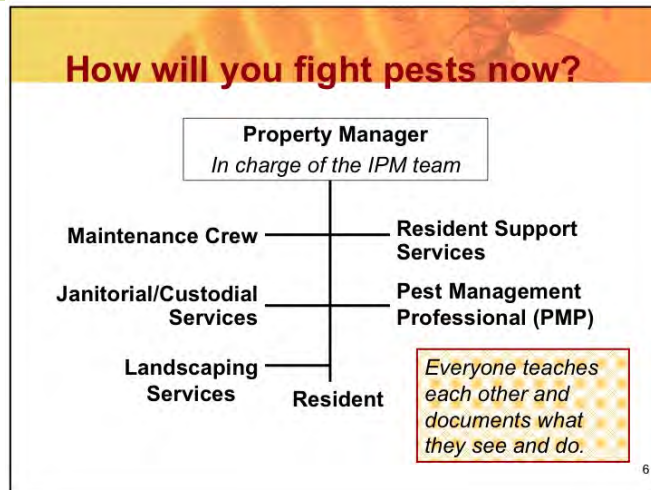 How will you fight pests now?
Property Manager
In charge of the IPM team
Maintenance Crew
Resident Support
Services
Janitorial/Custodial
Services
Pest Management
Professional (PMP)
Landscaping
Services
Resident
Everyone teaches
each other and
documents what
they see and do.
6